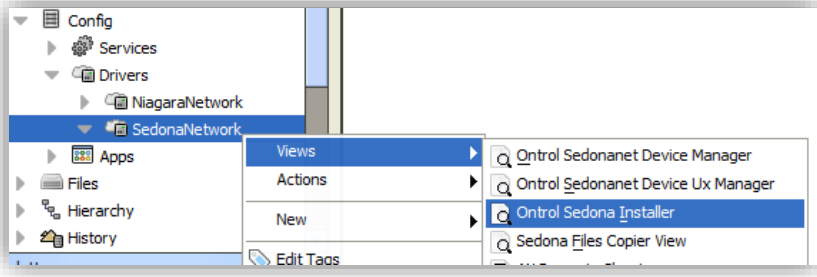 Config
Services
Drivers
NiagaraNetwork
SedonaNetwork
Apps
Files
Hierarchy
History
Views
Actions
New
Edit Tags
Ontrol Sedonanet Device Manager
Ontrol Sedonanet Device Ux Manager
Ontrol Sedona Installer
Sedona Files Copier View